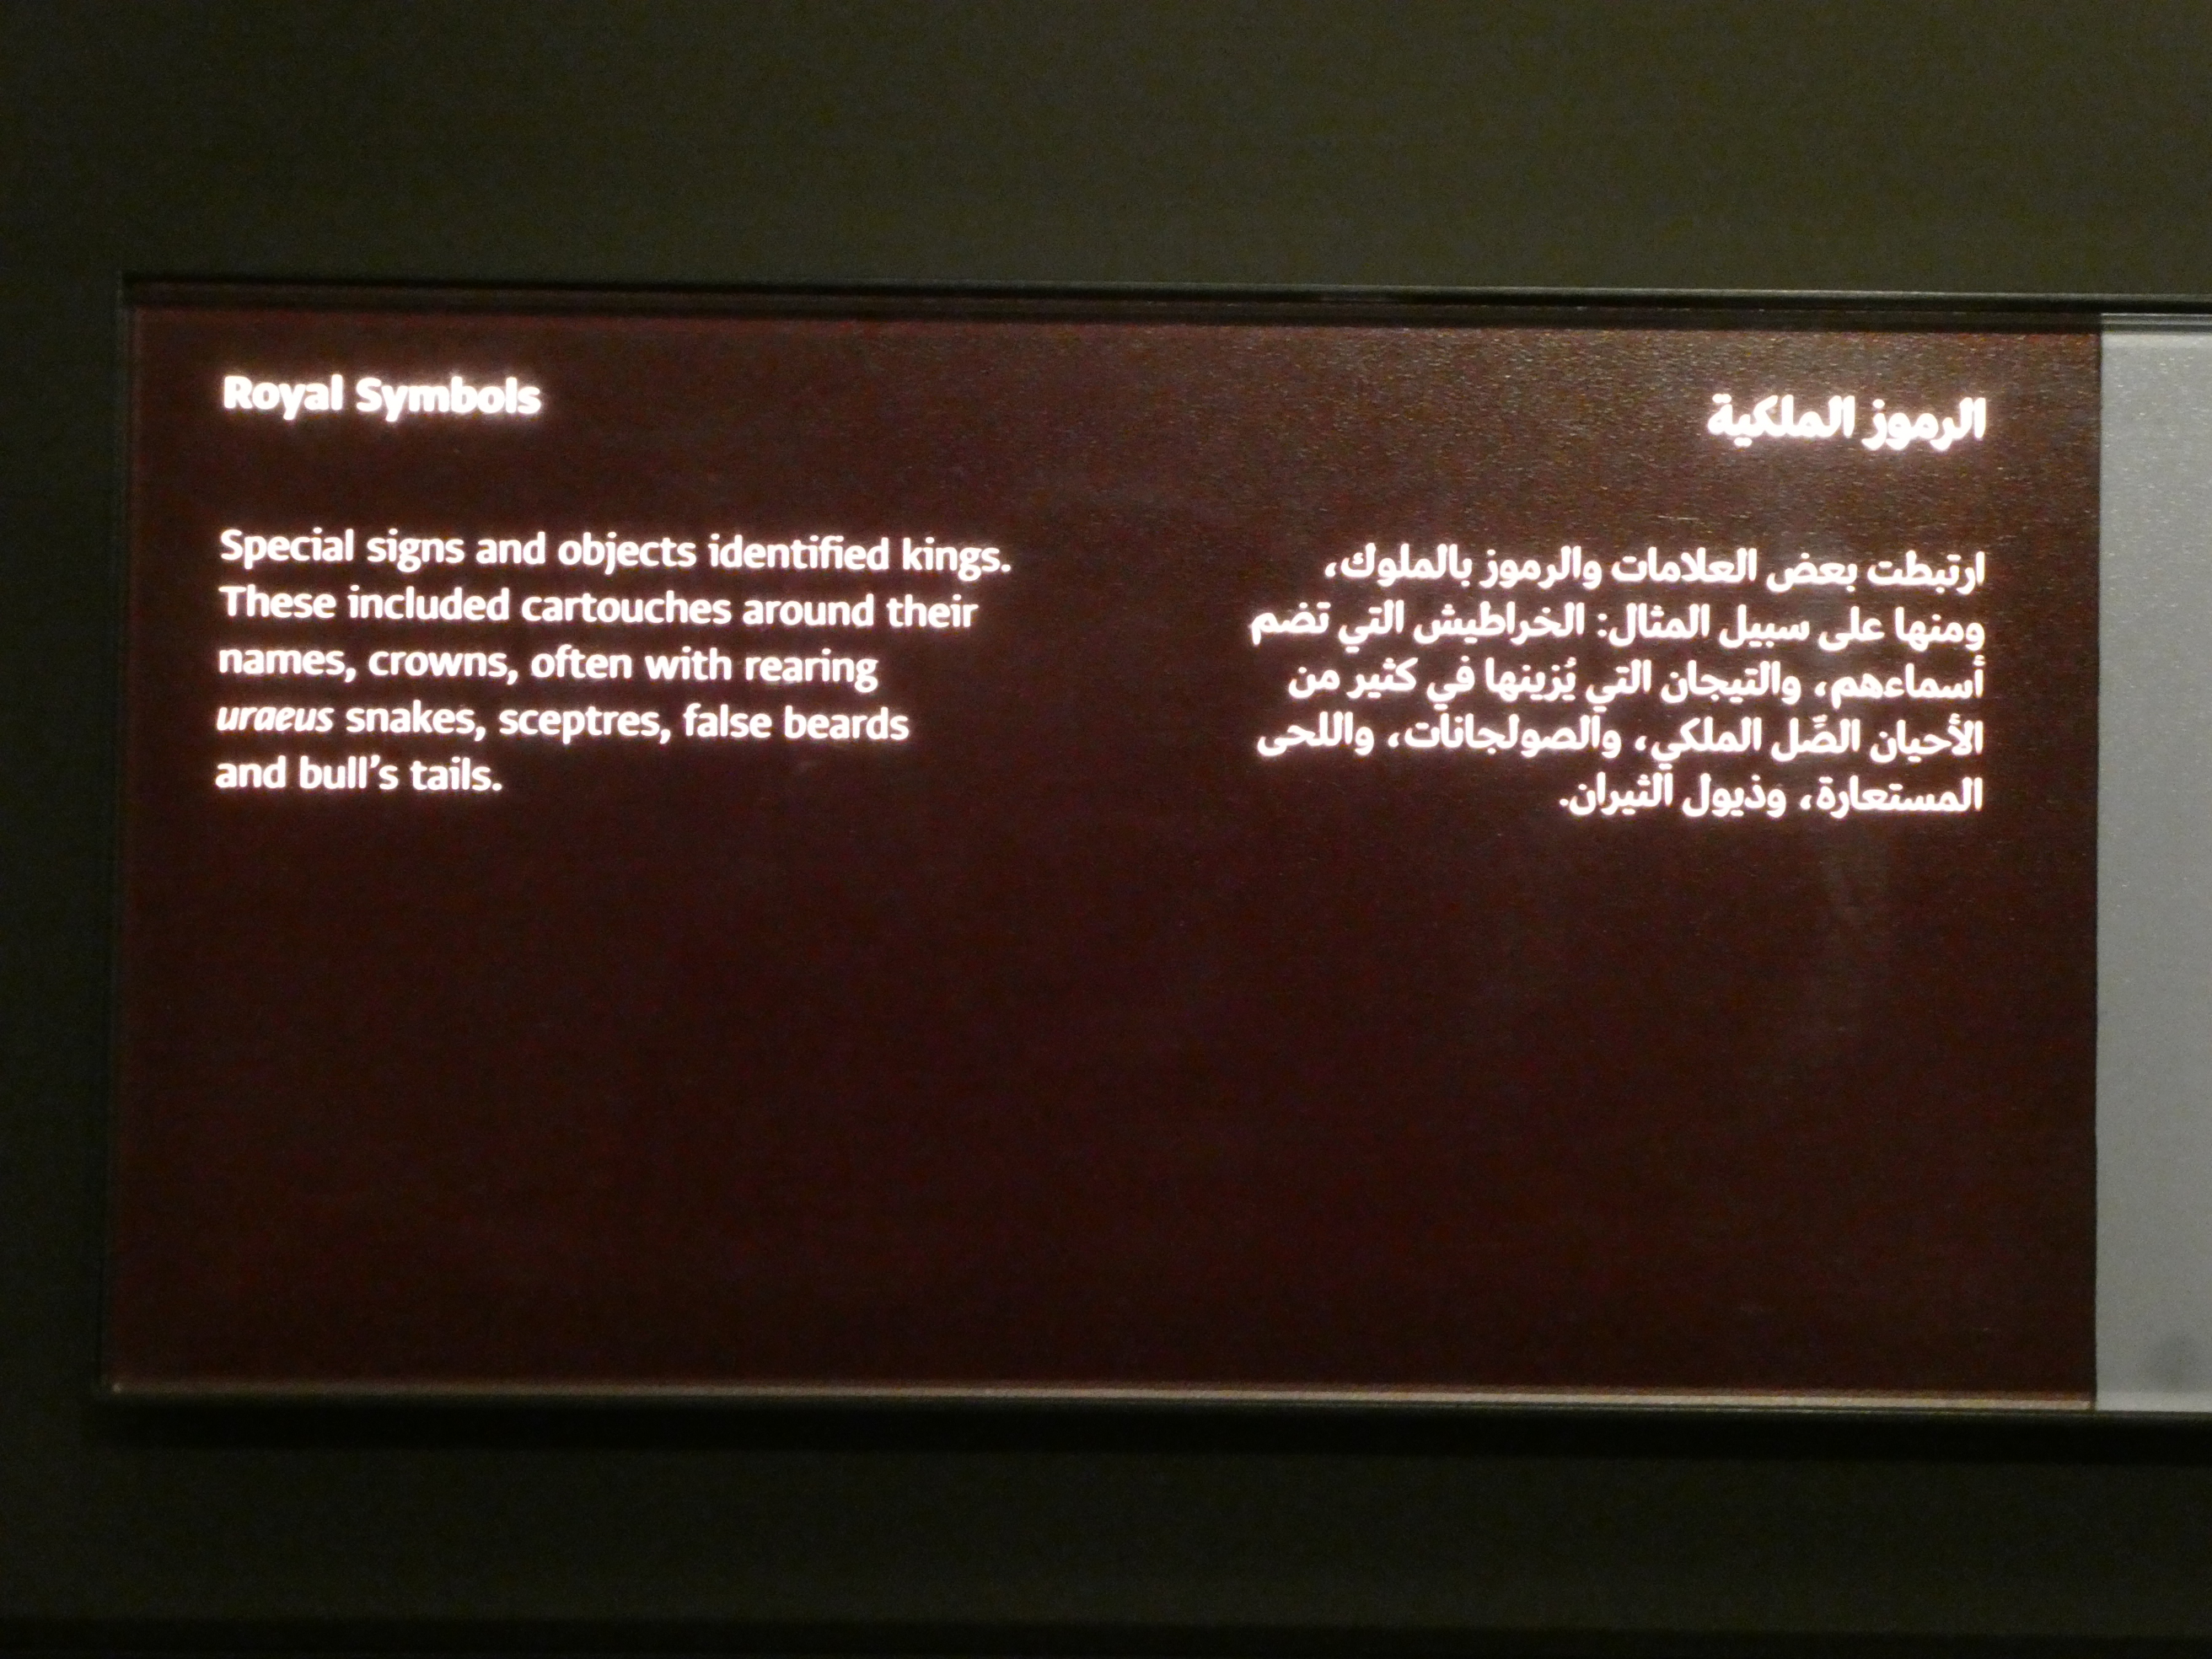 Royal Symbols
Special signs and objects identified kings.
These included cartouches around their
names, crowns, often with rearing
uraeus snakes, sceptres, false beards
and bull's tails.
الرموز الملكية
ارتبطت بعض العلامات والرموز بالملوك،
ومنها على سبيل المثال: الخراطيش التي تضم
أسماءهم، والتيجان التي يُزينها في كثير من
الأحيان الصِّل الملكي، والصولجانات، واللحى
المستعارة، وذيول الثيران.